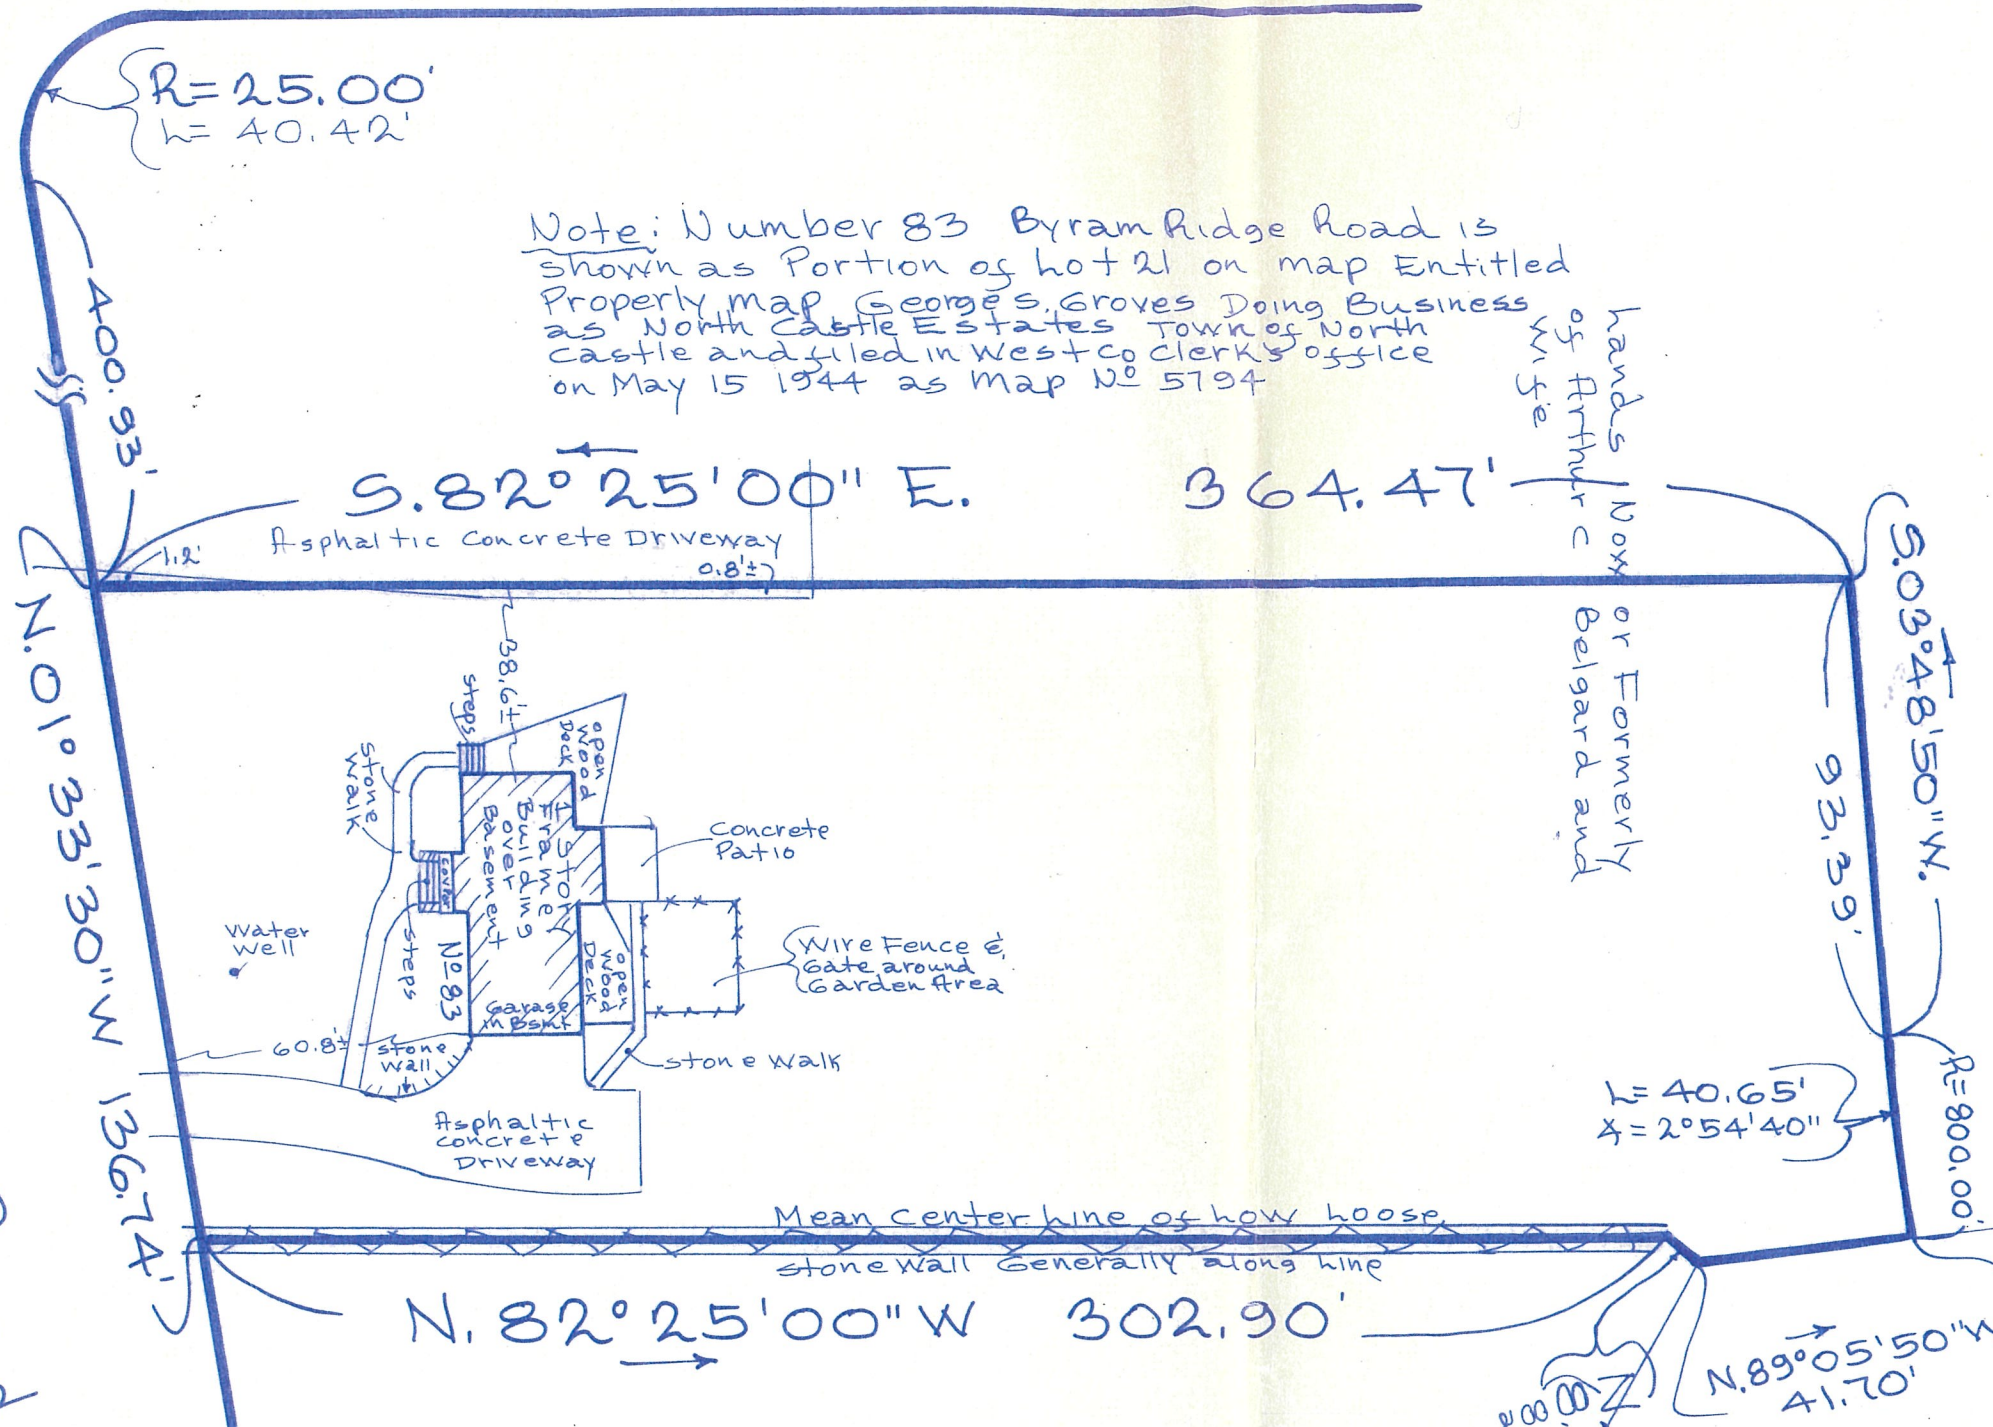 R=25.00'
L= 40.42'
Note: Number 83 Byram Ridge Road is
shown as Portion of Lot 21 on map Entitled
Properly map George S. Groves Doing Business
as North Castle Estates Town of North
Castle and filed in West Co Clerk's office
on May 15 1944 as map Nº 5794
400.93'
S.82°25'00" E. 364.47'
Asphaltic Concrete Driveway
1.2'
0.8'±
Lands Now or Formerly
of Arthur C Belgard and
Wife
S.03°48'50"W.
93.39'
N.01°33'30"W 136.74'
38.6'±
steps
open
Wood
Deck
Stone
Walk
1 Story
Frame
Building
over
Basement
Concrete
Patio
cover
steps
Nº 83
Water
Well
open
Wood
Deck
Wire Fence &
Gate around
Garden Area
Garage
in Bsmt
60.8'±
stone
Wall
stone Walk
Asphaltic
concrete
Driveway
L= 40.65'
∆=2°54'40"
R=800.00'
Mean Center Line of Low Loose
stone Wall Generally along Line
N. 82°25'00"W 302.90'
N.89°05'50"W
41.70'